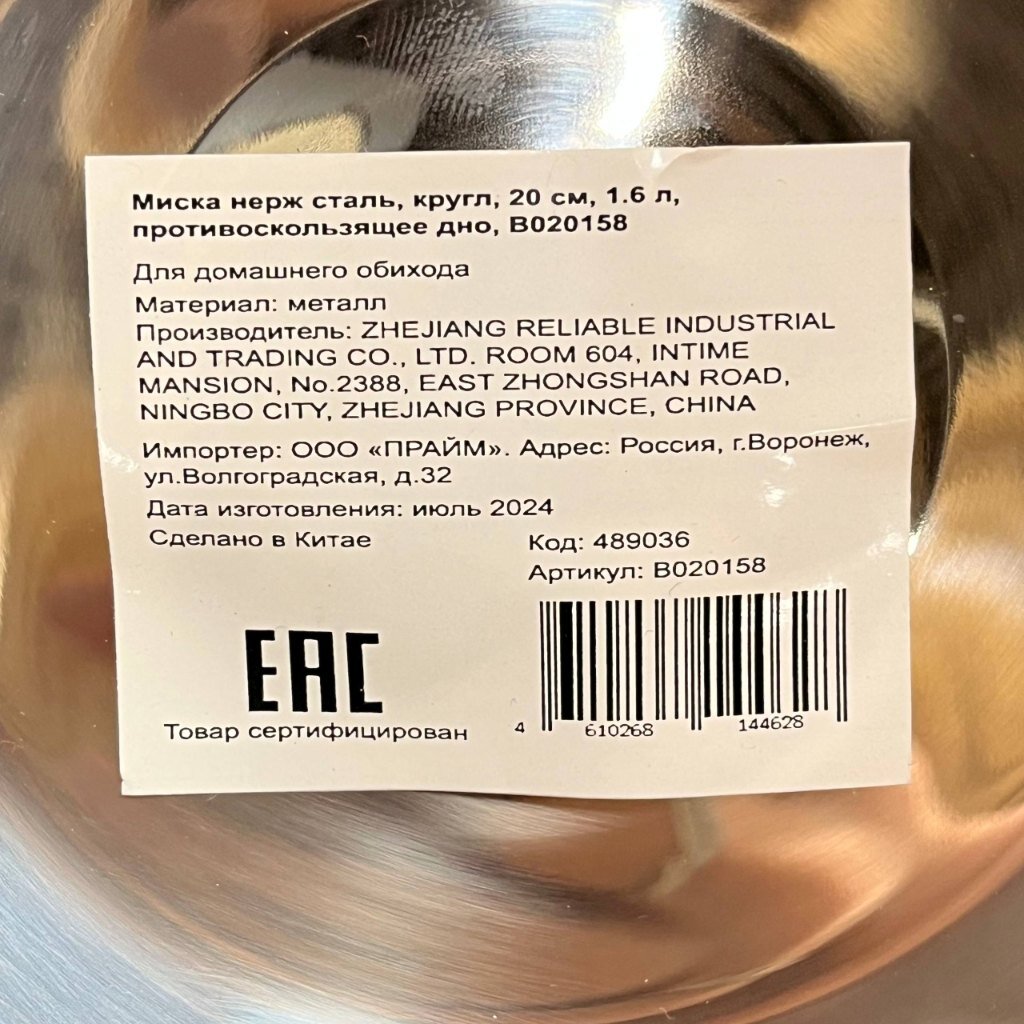 Миска нерж сталь, кругл, 20 см, 1.6 л,
противоскользящее дно, B020158
Для домашнего обихода
Материал: металл
Производитель: ZHEJIANG RELIABLE INDUSTRIAL
AND TRADING CO., LTD. ROOM 604, INTIME
MANSION, No.2388, EAST ZHONGSHAN ROAD,
NINGBO CITY, ZHEJIANG PROVINCE, CHINA
Импортер: ООО «ПРАЙМ». Адрес: Россия, г.Воронеж,
ул.Волгоградская, д.32
Дата изготовления: июль 2024
Сделано в Китае
Код: 489036
Артикул: B020158
EAC
Товар сертифицирован
4 610268 144628